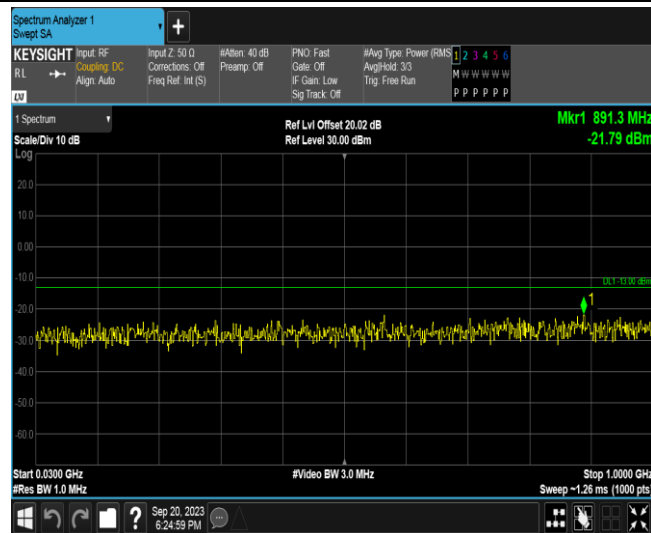 Spectrum Analyzer 1
Swept SA
+
KEYSIGHT
RL
LXI
Input: RF
Coupling: DC
Align: Auto
Input Z: 50 Ω
Corrections: Off
Freq Ref: Int (S)
#Atten: 40 dB
Preamp: Off
PNO: Fast
Gate: Off
IF Gain: Low
Sig Track: Off
#Avg Type: Power (RMS
Avg|Hold: 3/3
Trig: Free Run
1 2 3 4 5 6
M W W W W W
P P P P P P
1 Spectrum
Scale/Div 10 dB
Log
Ref Lvl Offset 20.02 dB
Ref Level 30.00 dBm
Mkr1 891.3 MHz
-21.79 dBm
20.0
10.0
0.00
-10.0
DL1 -13.00 dBm
1
-20.0
-30.0
-40.0
-50.0
-60.0
Start 0.0300 GHz
#Res BW 1.0 MHz
#Video BW 3.0 MHz
Stop 1.0000 GHz
Sweep ~1.26 ms (1000 pts)
?
Sep 20, 2023
6:24:59 PM